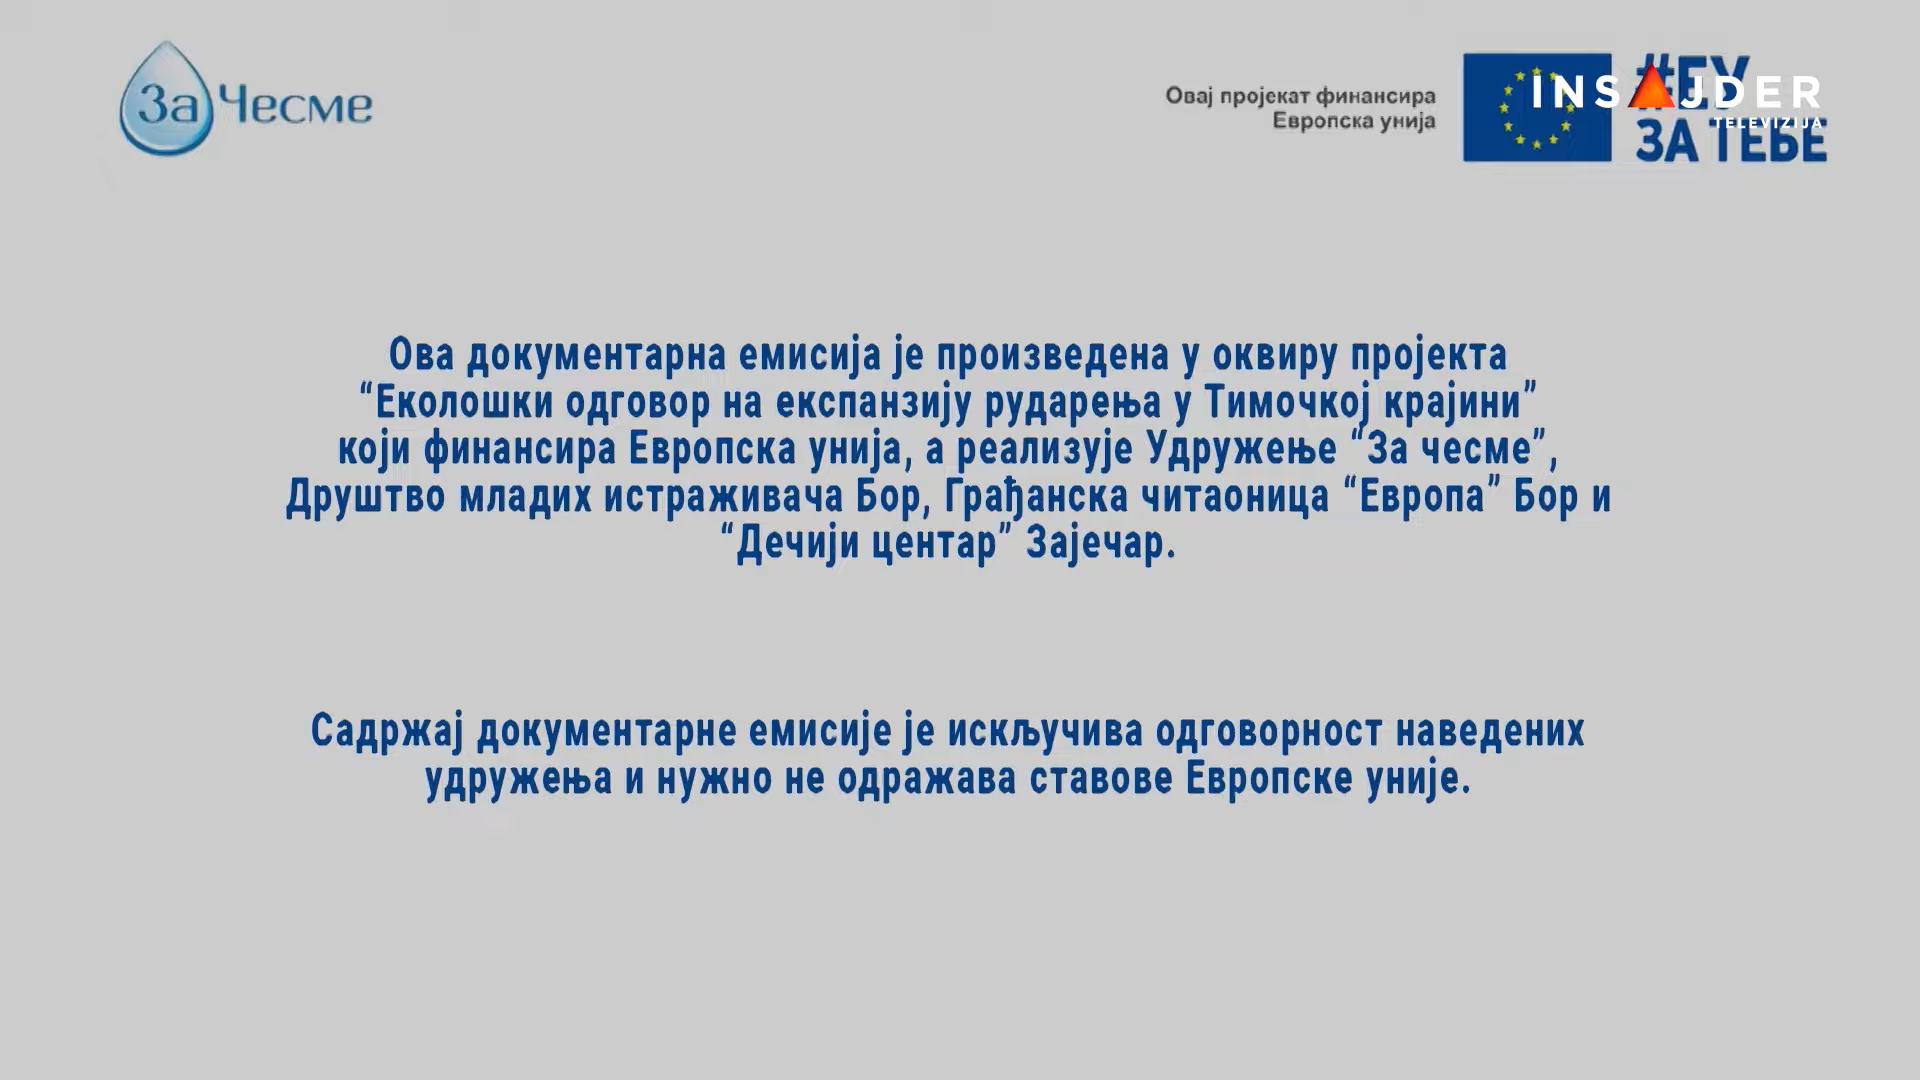 За Чесме
Овај пројекат финансира
Европска унија
#ЕУ
ЗА ТЕБЕ
INSAJDER
TELEVIZIJA
Ова документарна емисија је произведена у оквиру пројекта
“Еколошки одговор на експанзију рударења у Тимочкој крајини”
који финансира Европска унија, а реализује Удружење “За чесме”,
Друштво младих истраживача Бор, Грађанска читаоница “Европа” Бор и
“Дечији центар” Зајечар.
Садржај документарне емисије је искључива одговорност наведених
удружења и нужно не одражава ставове Европске уније.